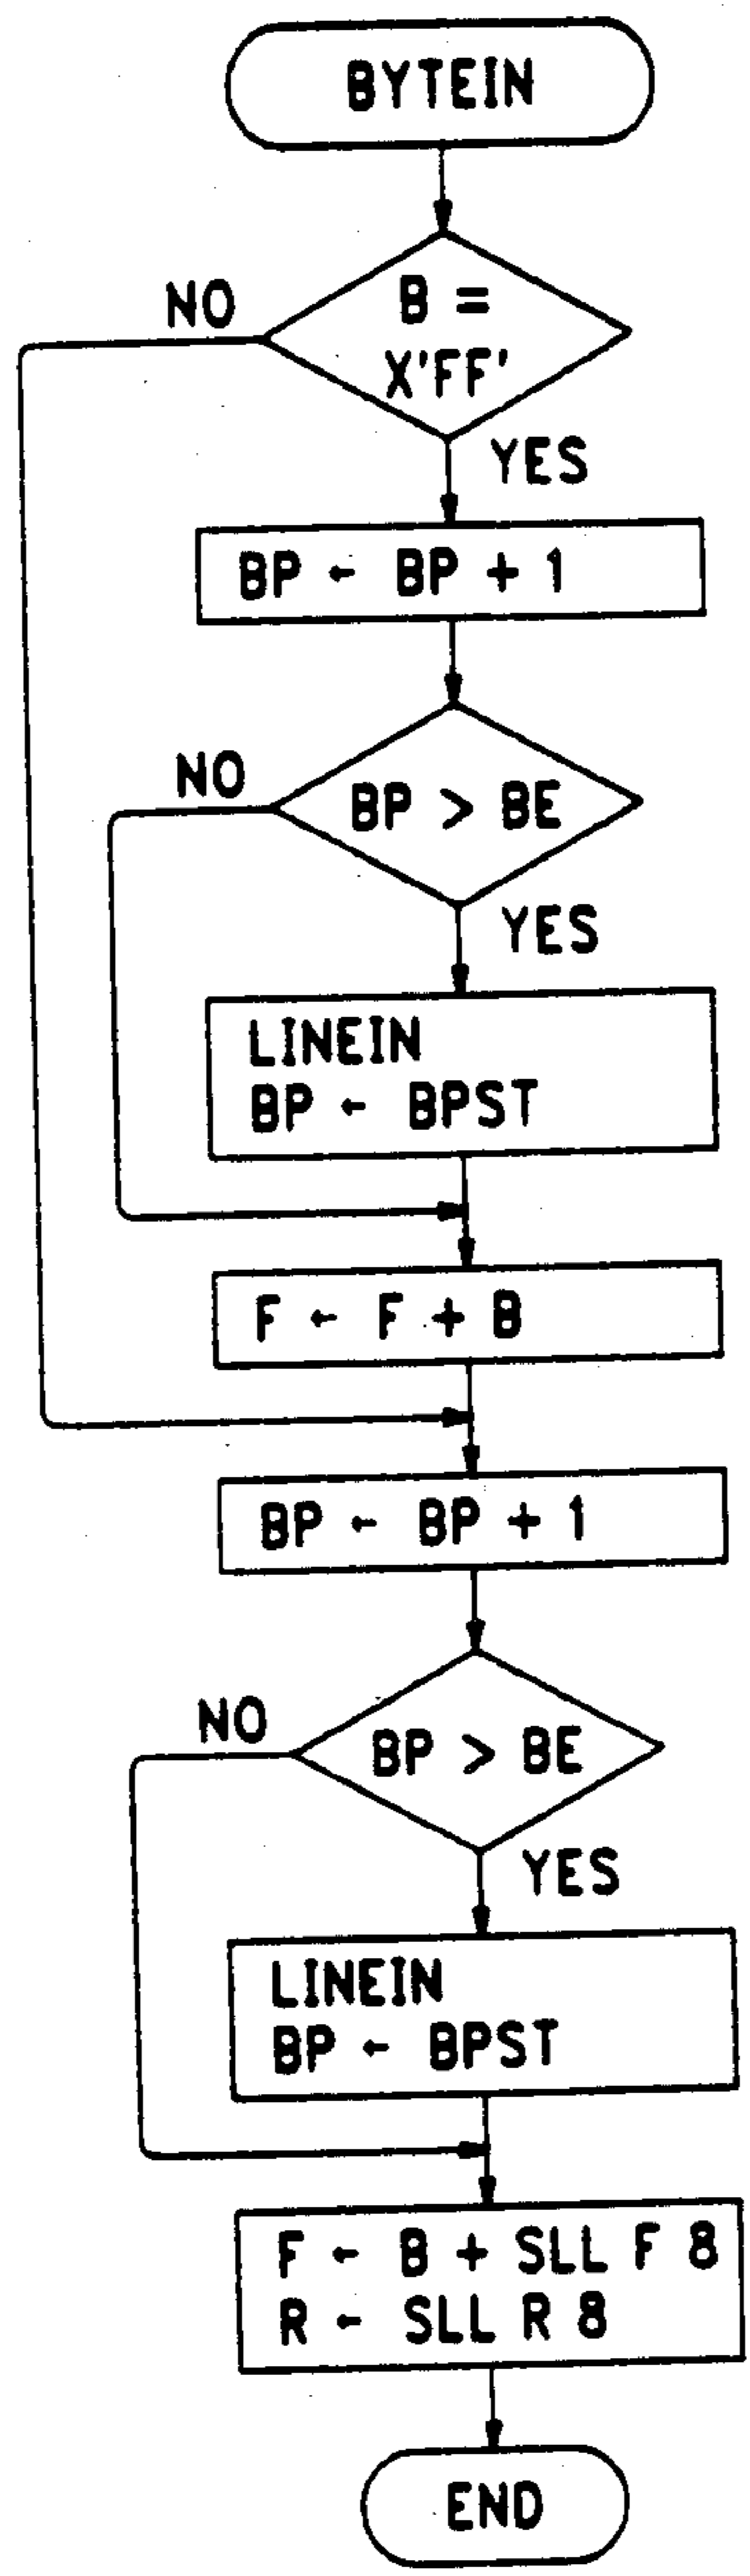 BYTEIN
B =
X'FF'
NO
YES
BP ← BP + 1
BP > BE
NO
YES
LINEIN
BP ← BPST
F ← F + B
BP ← BP + 1
BP > BE
NO
YES
LINEIN
BP ← BPST
F ← B + SLL F 8
R ← SLL R 8
END